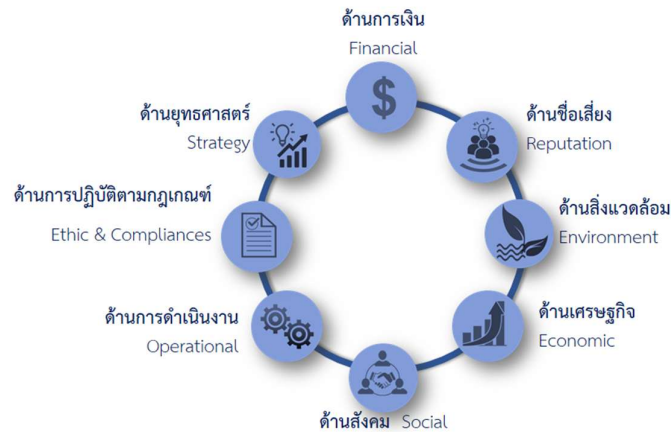 ด้านการเงิน
Financial
ด้านชื่อเสี่ยง
Reputation
ด้านสิ่งแวดล้อม
Environment
ด้านเศรษฐกิจ
Economic
ด้านสังคม Social
ด้านการดำเนินงาน
Operational
ด้านการปฏิบัติตามกฎเกณฑ์
Ethic & Compliances
ด้านยุทธศาสตร์
Strategy